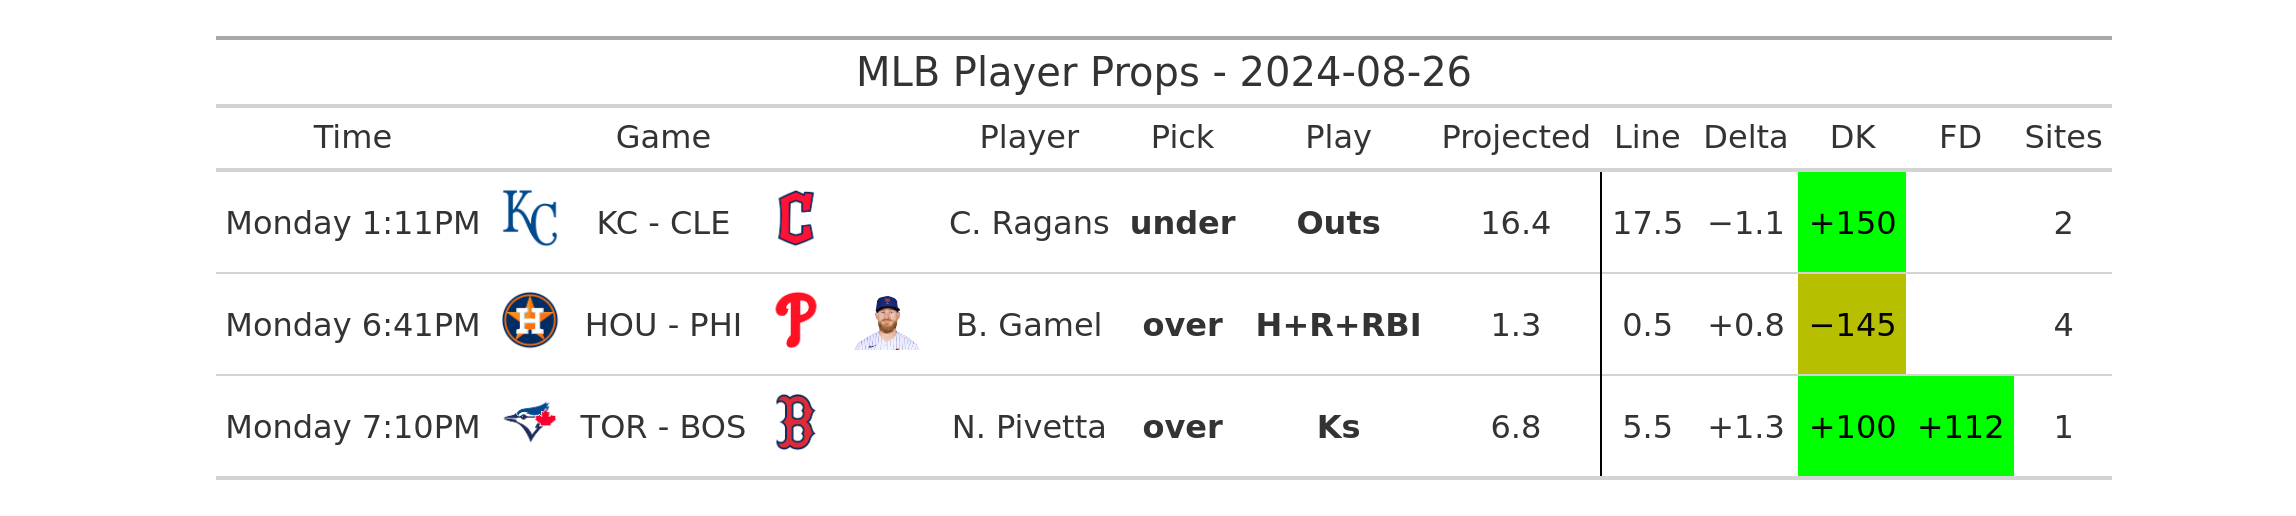 MLB Player Props - 2024-08-26
Time Game Player Pick Play Projected Line Delta DK FD Sites
Monday 1:11PM KC KC - CLE C C. Ragans under Outs 16.4 17.5 −1.1 +150 2
Monday 6:41PM H HOU - PHI P B. Gamel over H+R+RBI 1.3 0.5 +0.8 −145 4
Monday 7:10PM TOR - BOS B N. Pivetta over Ks 6.8 5.5 +1.3 +100 +112 1